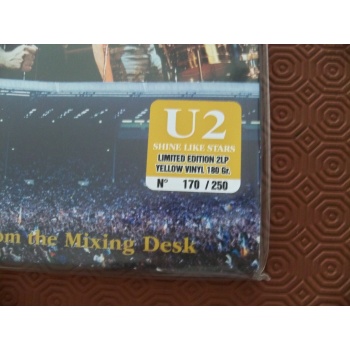 U2
SHINE LIKE STARS
LIMITED EDITION 2LP
YELLOW VINYL 180 Gr.
N° 170 / 250
om the Mixing Desk